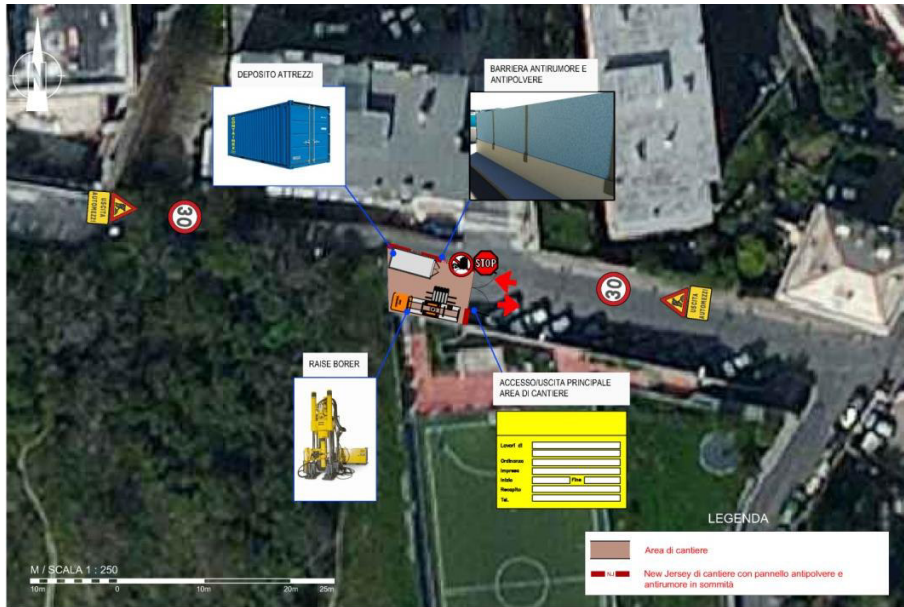 DEPOSITO ATTREZZI
BARRIERA ANTIRUMORE E
ANTIPOLVERE
N
USCITA
AUTOMEZZI
30
STOP
30
USCITA
AUTOMEZZI
RAISE BORER
ACCESSO/USCITA PRINCIPALE
AREA DI CANTIERE
Lavori di
Ordinanza
Impresa
Inizio
Fine
Recapito
Tel.
LEGENDA
Area di cantiere
NJ
New Jersey di cantiere con pannello antipolvere e
antirumore in sommità
M / SCALA 1 : 250
10m 0 10m 20m 25m